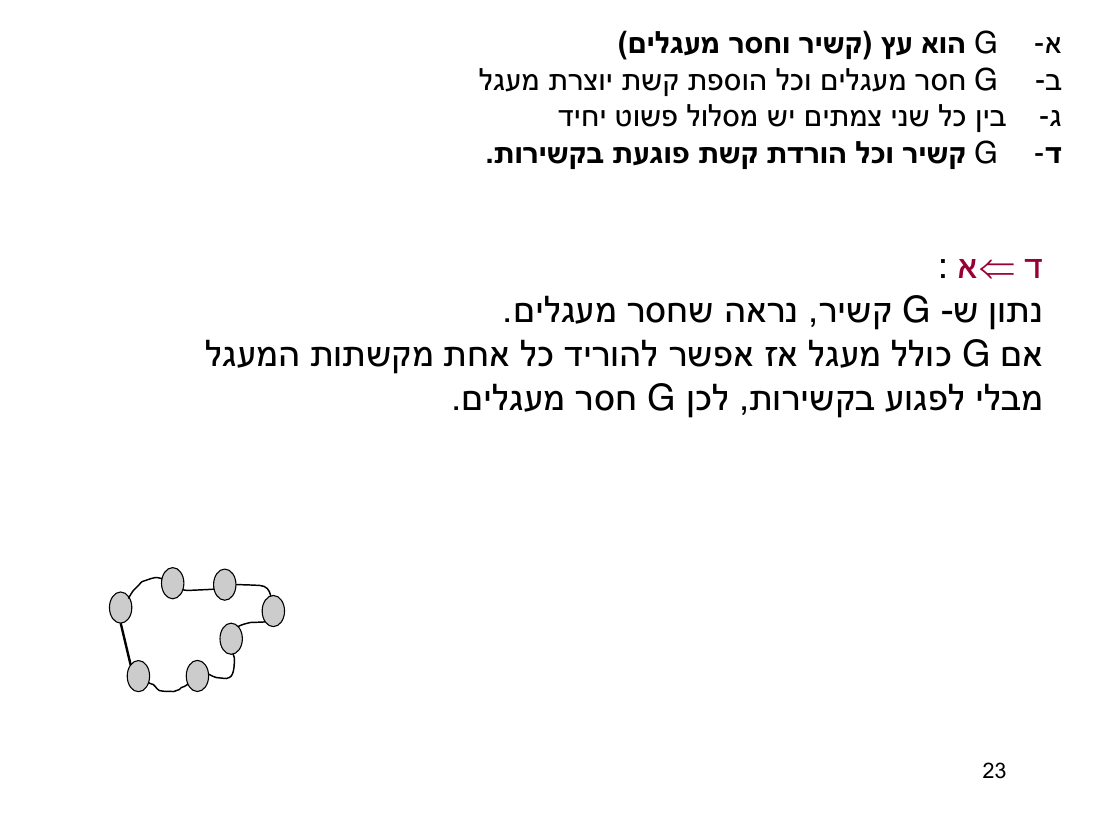 א- G הוא עץ (קשיר וחסר מעגלים)
ב- G חסר מעגלים וכל הוספת קשת יוצרת מעגל
ג- בין כל שני צמתים יש מסלול פשוט יחיד
ד- G קשיר וכל הורדת קשת פוגעת בקשירות.
ד ⇐ א :
נתון ש- G קשיר, נראה שחסר מעגלים.
אם G כולל מעגל אז אפשר להוריד כל אחת מקשתות המעגל
מבלי לפגוע בקשירות, לכן G חסר מעגלים.
23